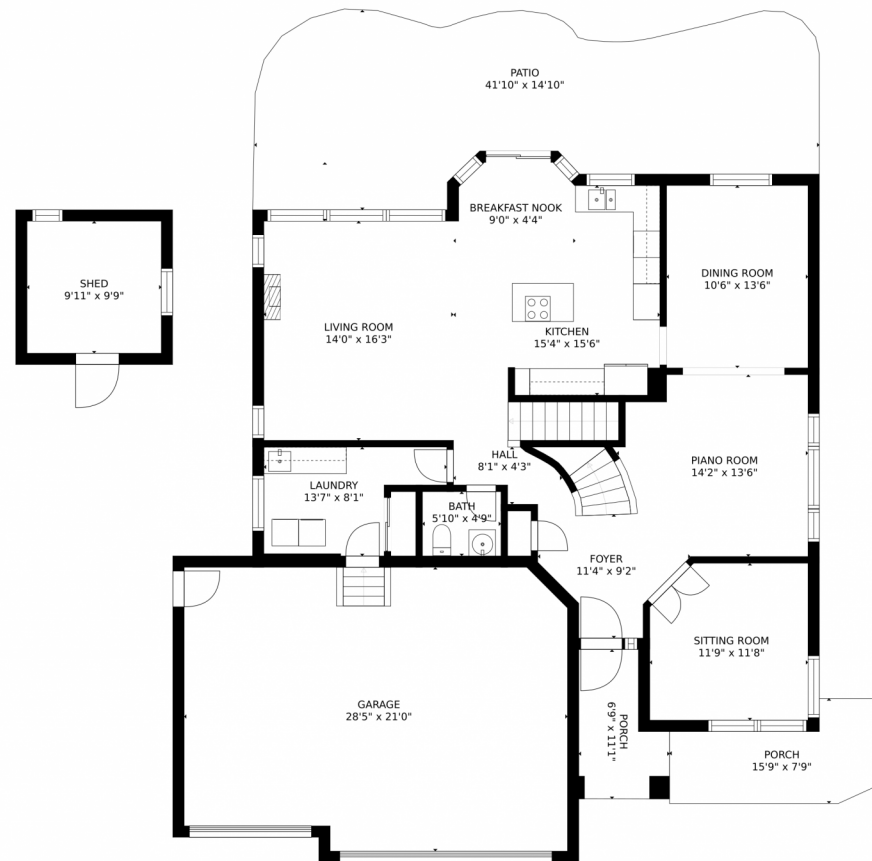 PATIO
41'10" x 14'10"
BREAKFAST NOOK
9'0" x 4'4"
SHED
9'11" x 9'9"
DINING ROOM
10'6" x 13'6"
LIVING ROOM
14'0" x 16'3"
KITCHEN
15'4" x 15'6"
HALL
8'1" x 4'3"
PIANO ROOM
14'2" x 13'6"
LAUNDRY
13'7" x 8'1"
BATH
5'10" x 4'9"
FOYER
11'4" x 9'2"
SITTING ROOM
11'9" x 11'8"
GARAGE
28'5" x 21'0"
PORCH
6'9" x 11'1"
PORCH
15'9" x 7'9"